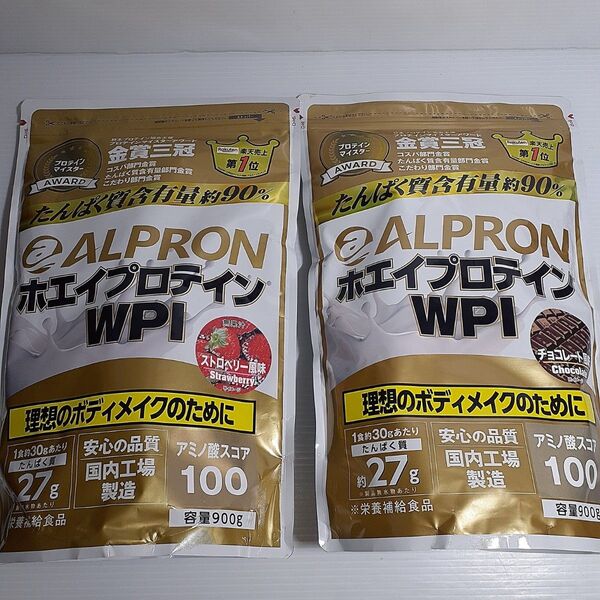 プロテイン
マイスター
AWARD
金賞三冠
コスパ部門金賞
たんぱく質含有量部門金賞
こだわり部門金賞
Rakuten
楽天売上
第1位
たんぱく質含有量約90%
ALPRON
ホエイプロテイン
WPI
ストロベリー風味
Strawberry
理想のボディメイクのために
1食約30gあたり
たんぱく質
27g
安心の品質
国内工場
製造
アミノ酸スコア
100
※栄養補給食品
容量900g
プロテイン
マイスター
AWARD
金賞三冠
コスパ部門金賞
たんぱく質含有量部門金賞
こだわり部門金賞
Rakuten
楽天売上
第1位
たんぱく質含有量約90%
ALPRON
ホエイプロテイン
WPI
チョコレート風
Chocolate
理想のボディメイクのために
1食約30gあたり
たんぱく質
約27g
安心の品質
国内工場
製造
アミノ酸スコア
100
※栄養補給食品
容量900g